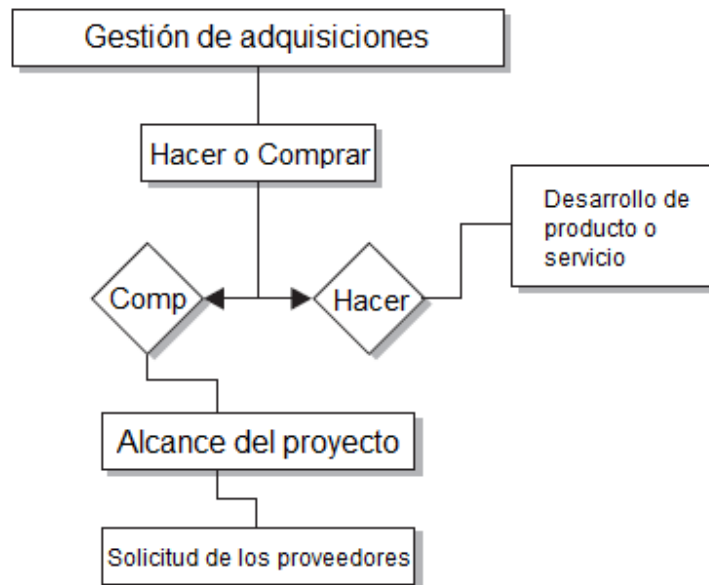 Gestión de adquisiciones
Hacer o Comprar
Desarrollo de
producto o
servicio
Comp
Hacer
Alcance del proyecto
Solicitud de los proveedores